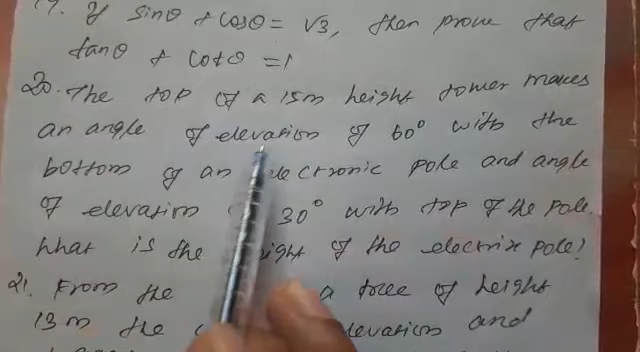 19. If sinθ + cosθ = √3, then prove that
tanθ + cotθ = 1
20. The top of a 15m height tower makes
an angle of elevation of 60° with the
bottom of an electronic pole and angle
of elevation 30° with top of the pole.
What is the height of the electric pole?
21. From the a tree of height
13m the elevation and